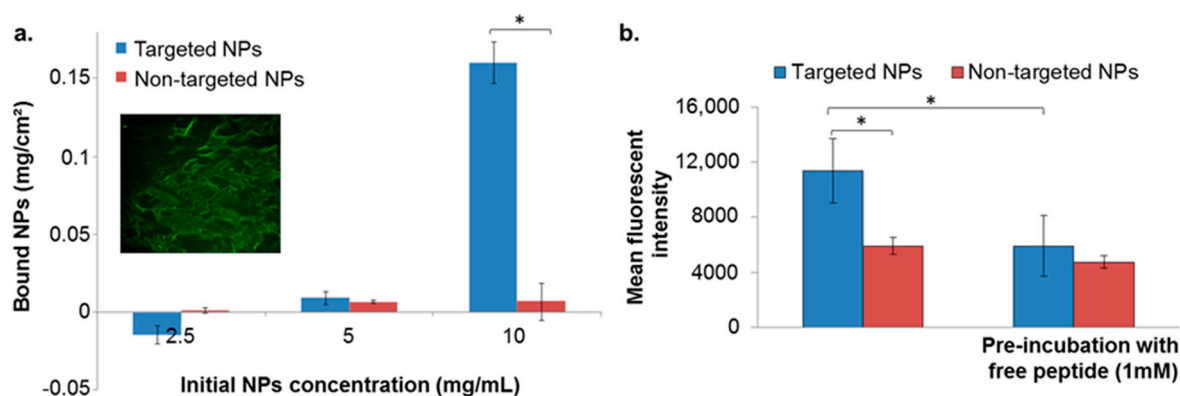 a.
*
Targeted NPs
Non-targeted NPs
0.15
0.1
0.05
0
-0.05
Bound NPs (mg/cm²)
2.5
5
10
Initial NPs concentration (mg/mL)
b.
Targeted NPs
Non-targeted NPs
*
*
16,000
12,000
8000
4000
0
Mean fluorescent
intensity
Pre-incubation with
free peptide (1mM)